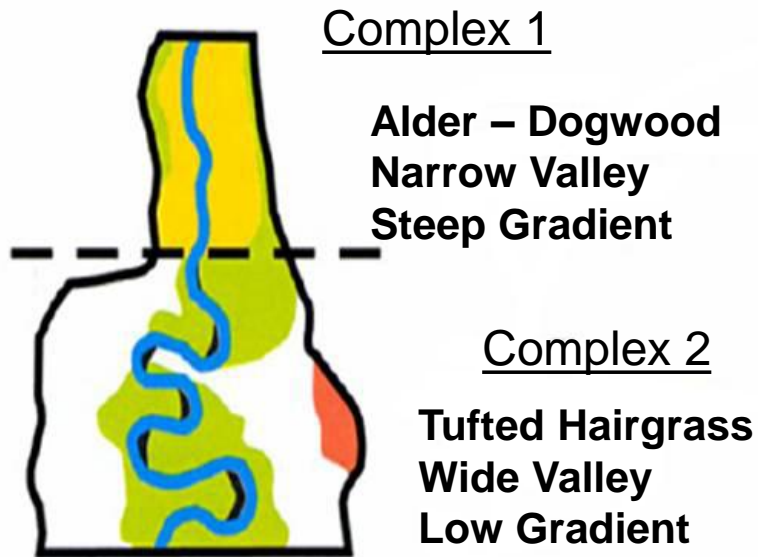 Complex 1
Alder – Dogwood
Narrow Valley
Steep Gradient
Complex 2
Tufted Hairgrass
Wide Valley
Low Gradient